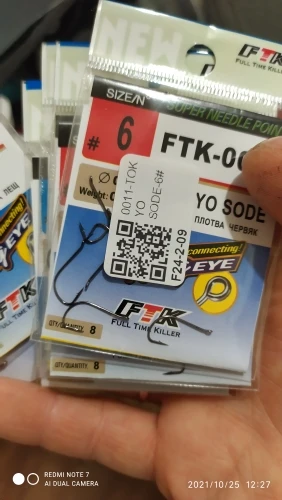 NEW
FTK
FULL TIME KILLER
SIZE/N
SUPER NEEDLE POIN
# 6
FTK-00
Weight:
0011-TOK
YO
SODE-6#
F24-2-09
YO SODE
ПЛОТВА ЧЕРВЯК
connecting!
EYE
FTK
FULL TIME KILLER
QTY/QUANTITY 8
QTY/QUANTITY 8
EYE
FTK
REDMI NOTE 7
AI DUAL CAMERA
2021/10/25 12:27